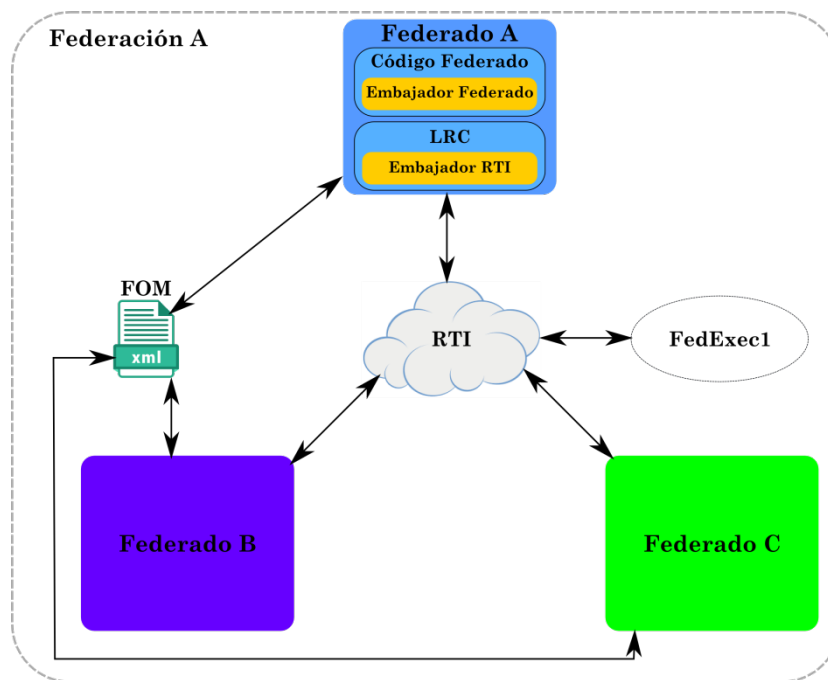 Federación A
Federado A
Código Federado
Embajador Federado
LRC
Embajador RTI
FOM
xml
RTI
FedExec1
Federado B
Federado C